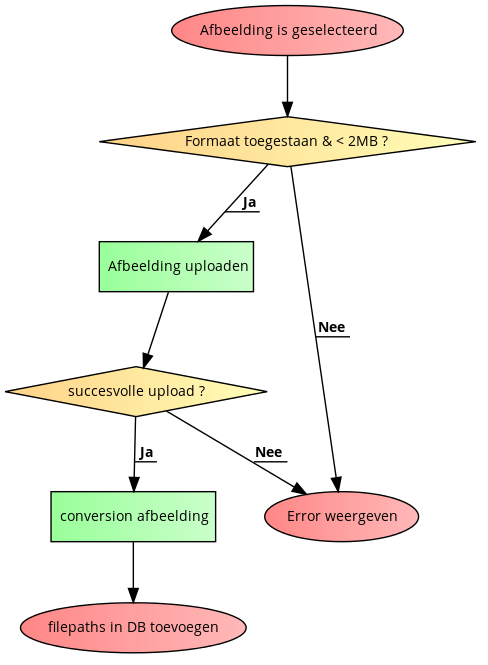 Afbeelding is geselecteerd
Formaat toegestaan & < 2MB ?
Ja
Afbeelding uploaden
Nee
succesvolle upload ?
Ja
Nee
conversion afbeelding
Error weergeven
filepaths in DB toevoegen